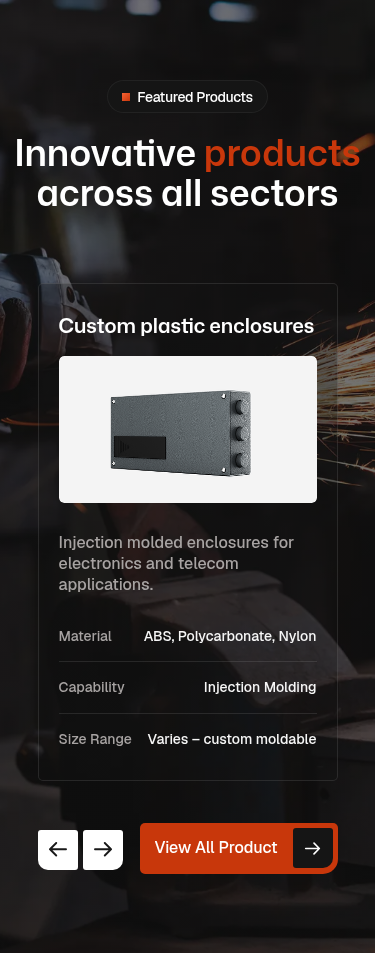 Featured Products
Innovative products
across all sectors
Custom plastic enclosures
Injection molded enclosures for
electronics and telecom
applications.
Material ABS, Polycarbonate, Nylon
Capability Injection Molding
Size Range Varies – custom moldable
View All Product